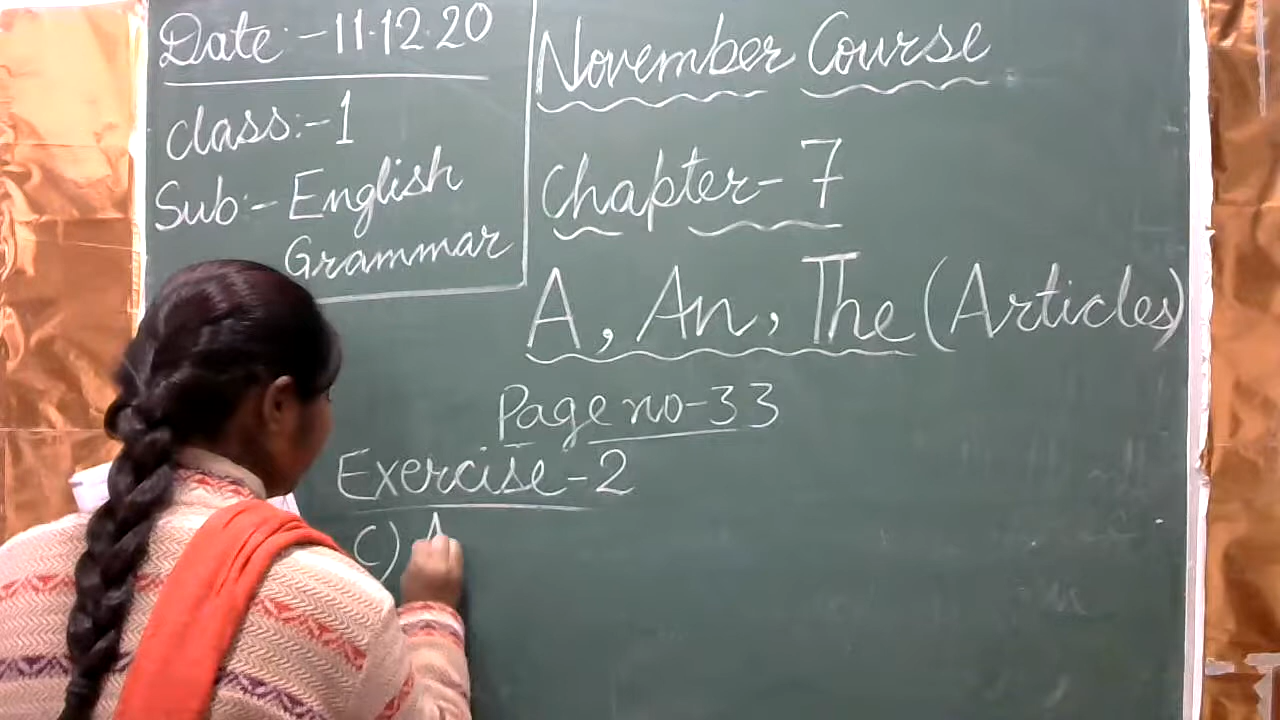 Date:-11.12.20
class:-1
Sub:- English
Grammar
November Course
Chapter-7
A, An, The (Articles)
Page no-33
Exercise-2
C) A